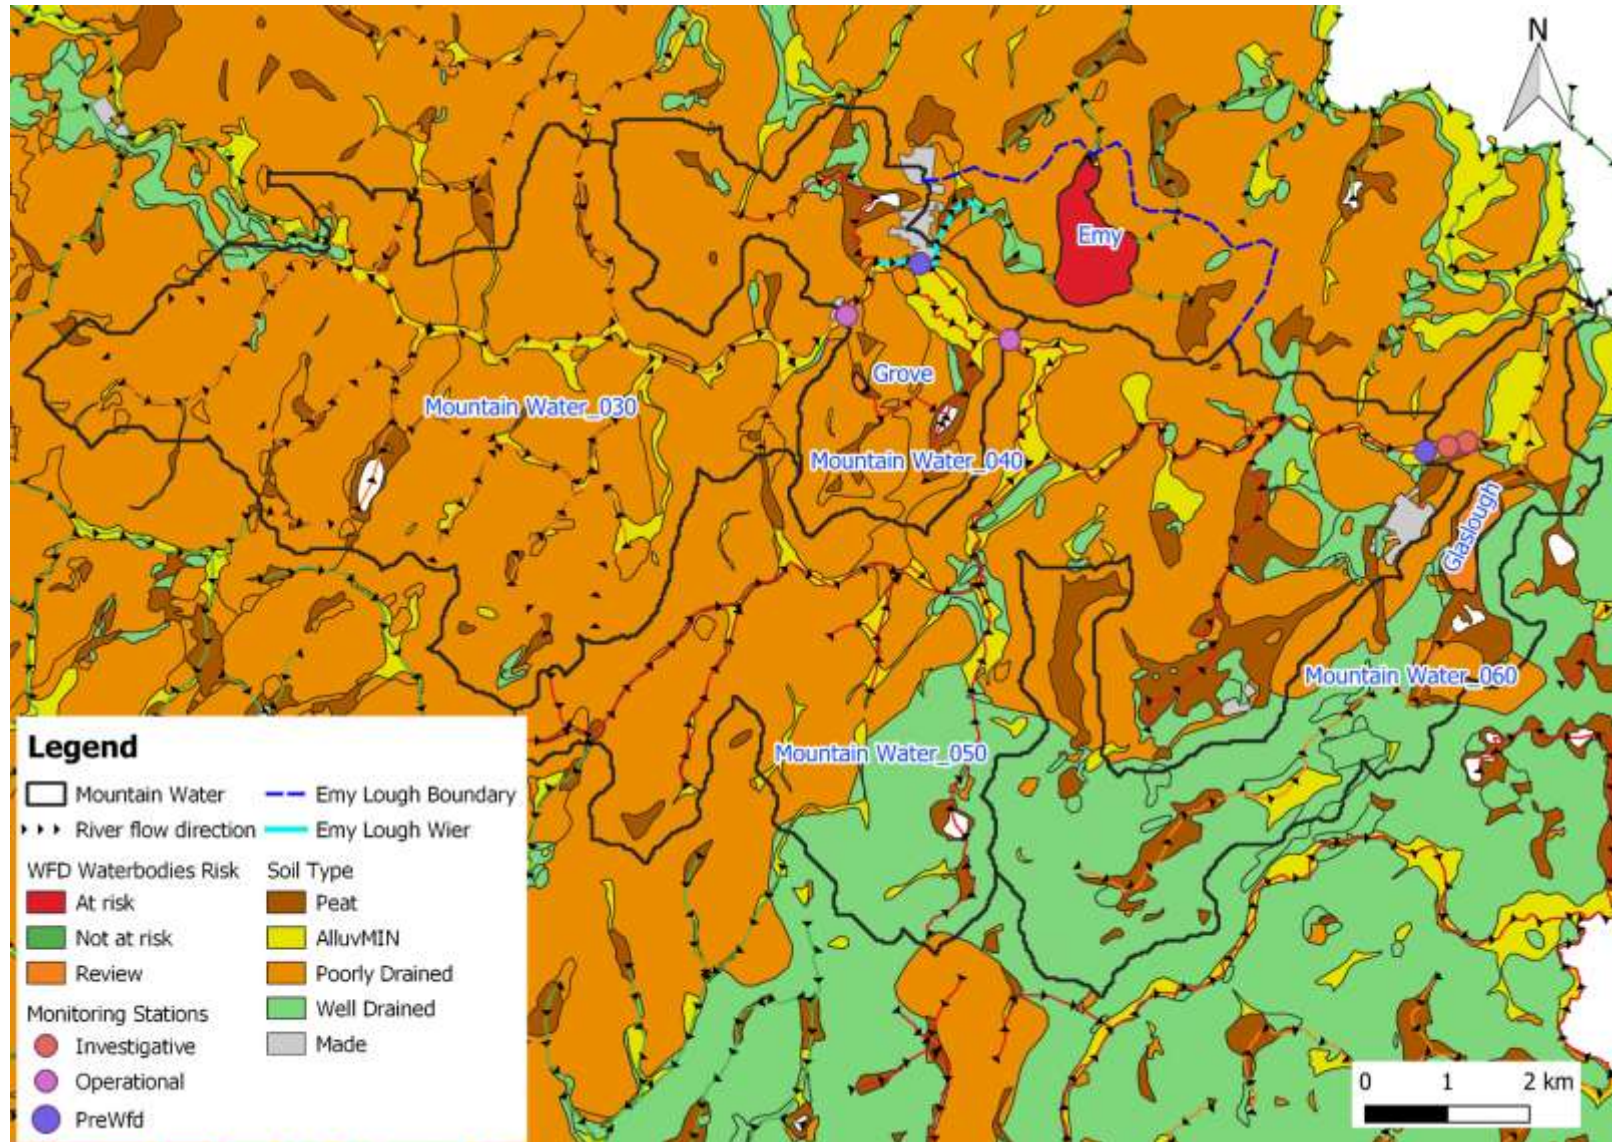 N
Emy
Grove
Mountain Water_030
Mountain Water_040
Glaslough
Mountain Water_060
Mountain Water_050
Legend
Mountain Water
Emy Lough Boundary
River flow direction
Emy Lough Wier
WFD Waterbodies Risk
Soil Type
At risk
Peat
Not at risk
AlluvMIN
Review
Poorly Drained
Well Drained
Monitoring Stations
Made
Investigative
Operational
PreWfd
0 1 2 km